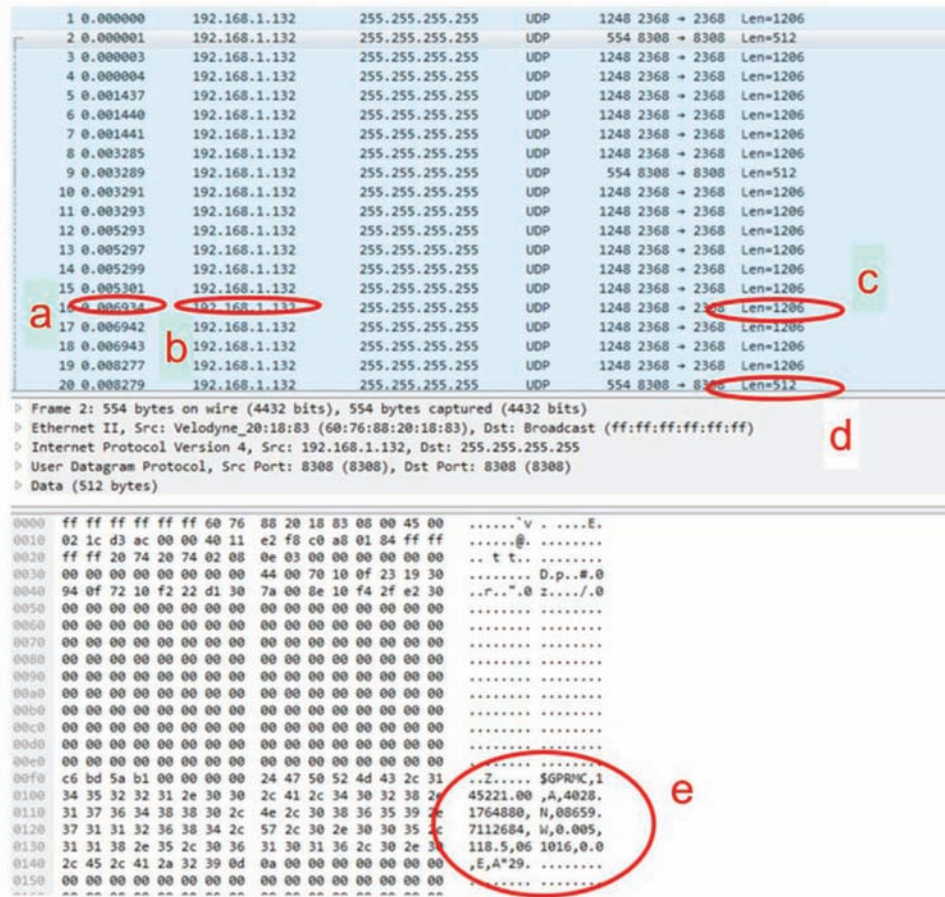 1 0.000000 192.168.1.132 255.255.255.255 UDP 1248 2368 → 2368 Len=1206
2 0.000001 192.168.1.132 255.255.255.255 UDP 554 8308 → 8308 Len=512
3 0.000003 192.168.1.132 255.255.255.255 UDP 1248 2368 → 2368 Len=1206
4 0.000004 192.168.1.132 255.255.255.255 UDP 1248 2368 → 2368 Len=1206
5 0.001437 192.168.1.132 255.255.255.255 UDP 1248 2368 → 2368 Len=1206
6 0.001440 192.168.1.132 255.255.255.255 UDP 1248 2368 → 2368 Len=1206
7 0.001441 192.168.1.132 255.255.255.255 UDP 1248 2368 → 2368 Len=1206
8 0.003285 192.168.1.132 255.255.255.255 UDP 1248 2368 → 2368 Len=1206
9 0.003289 192.168.1.132 255.255.255.255 UDP 554 8308 → 8308 Len=512
10 0.003291 192.168.1.132 255.255.255.255 UDP 1248 2368 → 2368 Len=1206
11 0.003293 192.168.1.132 255.255.255.255 UDP 1248 2368 → 2368 Len=1206
12 0.005293 192.168.1.132 255.255.255.255 UDP 1248 2368 → 2368 Len=1206
13 0.005297 192.168.1.132 255.255.255.255 UDP 1248 2368 → 2368 Len=1206
14 0.005299 192.168.1.132 255.255.255.255 UDP 1248 2368 → 2368 Len=1206
15 0.005301 192.168.1.132 255.255.255.255 UDP 1248 2368 → 2368 Len=1206
c
16 0.006934 192.168.1.132 255.255.255.255 UDP 1248 2368 → 2368 Len=1206
a
17 0.006942 192.168.1.132 255.255.255.255 UDP 1248 2368 → 2368 Len=1206
b
18 0.006943 192.168.1.132 255.255.255.255 UDP 1248 2368 → 2368 Len=1206
19 0.008277 192.168.1.132 255.255.255.255 UDP 1248 2368 → 2368 Len=1206
20 0.008279 192.168.1.132 255.255.255.255 UDP 554 8308 → 8308 Len=512
Frame 2: 554 bytes on wire (4432 bits), 554 bytes captured (4432 bits)
Ethernet II, Src: Velodyne_20:18:83 (60:76:88:20:18:83), Dst: Broadcast (ff:ff:ff:ff:ff:ff)
d
Internet Protocol Version 4, Src: 192.168.1.132, Dst: 255.255.255.255
User Datagram Protocol, Src Port: 8308 (8308), Dst Port: 8308 (8308)
Data (512 bytes)
0000 ff ff ff ff ff ff 60 76 88 20 18 83 08 00 45 00 ......`v . ....E.
0010 02 1c d3 ac 00 00 40 11 e2 f8 c0 a8 01 84 ff ff ......@. ........
0020 ff ff 20 74 20 74 02 08 0e 03 00 00 00 00 00 00 .. t t.. ........
0030 00 00 00 00 00 00 00 00 44 00 70 10 0f 23 19 30 ........ D.p..#.0
0040 94 0f 72 10 f2 22 d1 30 7a 00 8e 10 f4 2f e2 30 ..r..".0 z..../.0
0050 00 00 00 00 00 00 00 00 00 00 00 00 00 00 00 00 ........ ........
0060 00 00 00 00 00 00 00 00 00 00 00 00 00 00 00 00 ........ ........
0070 00 00 00 00 00 00 00 00 00 00 00 00 00 00 00 00 ........ ........
0080 00 00 00 00 00 00 00 00 00 00 00 00 00 00 00 00 ........ ........
0090 00 00 00 00 00 00 00 00 00 00 00 00 00 00 00 00 ........ ........
00a0 00 00 00 00 00 00 00 00 00 00 00 00 00 00 00 00 ........ ........
00b0 00 00 00 00 00 00 00 00 00 00 00 00 00 00 00 00 ........ ........
00c0 00 00 00 00 00 00 00 00 00 00 00 00 00 00 00 00 ........ ........
00d0 00 00 00 00 00 00 00 00 00 00 00 00 00 00 00 00 ........ ........
00e0 00 00 00 00 00 00 00 00 00 00 00 00 00 00 00 00 ........ ........
00f0 c6 bd 5a b1 00 00 00 00 24 47 50 52 4d 43 2c 31 ..Z..... $GPRMC,1
e
0100 34 35 32 32 31 2e 30 30 2c 41 2c 34 30 32 38 2e 45221.00 ,A,4028.
0110 31 37 36 34 38 38 30 2c 4e 2c 30 38 36 35 39 2e 1764880, N,08659.
0120 37 31 31 32 36 38 34 2c 57 2c 30 2e 30 30 35 2c 7112684, W,0.005,
0130 31 31 38 2e 35 2c 30 36 31 30 31 36 2c 30 2e 30 118.5,06 1016,0.0
0140 2c 45 2c 41 2a 32 39 0d 0a 00 00 00 00 00 00 00 ,E,A*29. ........
0150 00 00 00 00 00 00 00 00 00 00 00 00 00 00 00 00 ........ ........